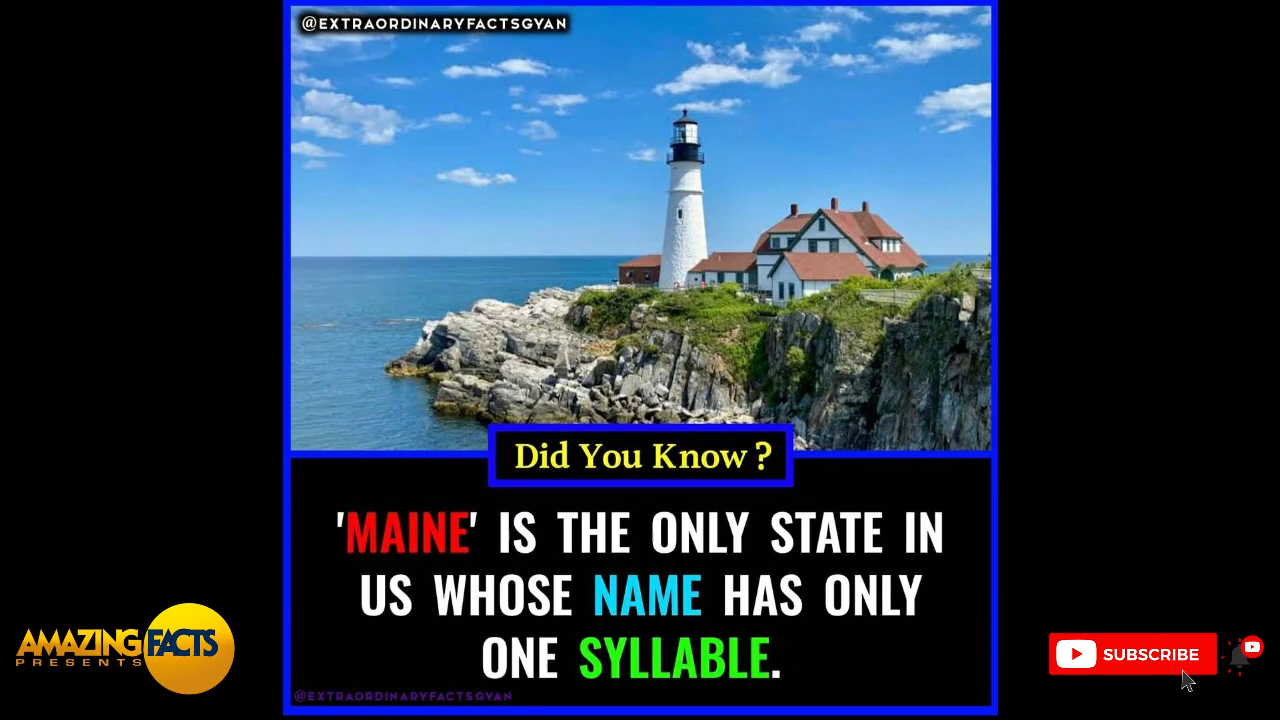 @EXTRAORDINARYFACTSGYAN
Did You Know ?
'MAINE' IS THE ONLY STATE IN
US WHOSE NAME HAS ONLY
ONE SYLLABLE.
@EXTRAORDINARYFACTSGYAN
AMAZING FACTS
PRESENTS
SUBSCRIBE